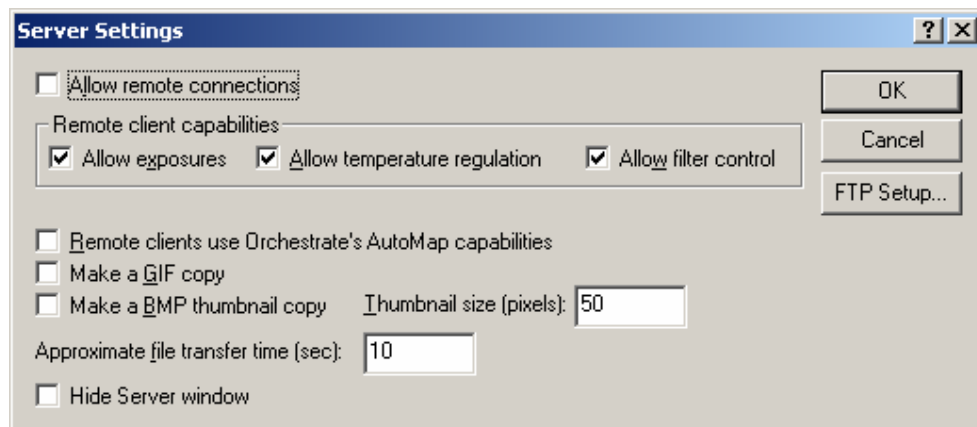 Server Settings
Allow remote connections
OK
Remote client capabilities
Allow exposures Allow temperature regulation Allow filter control
Cancel
FTP Setup...
Remote clients use Orchestrate's AutoMap capabilities
Make a GIF copy
Make a BMP thumbnail copy Thumbnail size (pixels): 50
Approximate file transfer time (sec): 10
Hide Server window